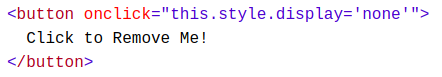 <button onclick="this.style.display='none'">
  Click to Remove Me!
</button>